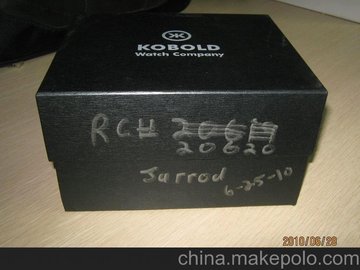 KOBOLD
Watch Company
RCH
20620
Jarrod
6-25-10
2010/06/28
china.makepolo.com